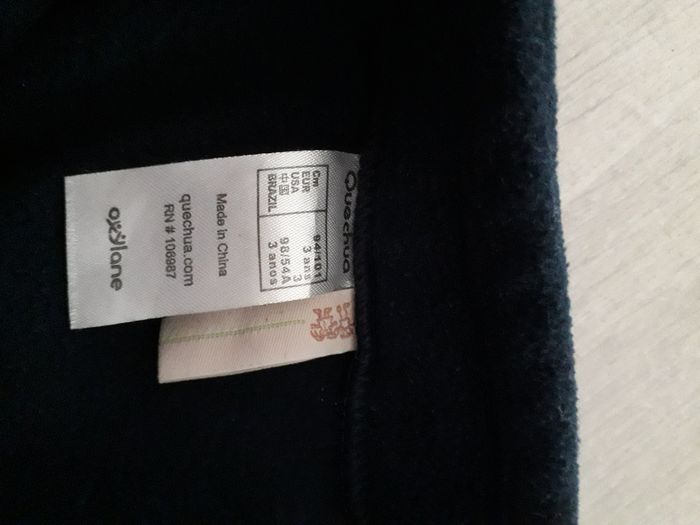 Quechua
Cm 94/101
EUR 3 ans
USA 3
中国 98/54A
BRAZIL 3 anos
Made in China
quechua.com
RN # 106987
oxylane